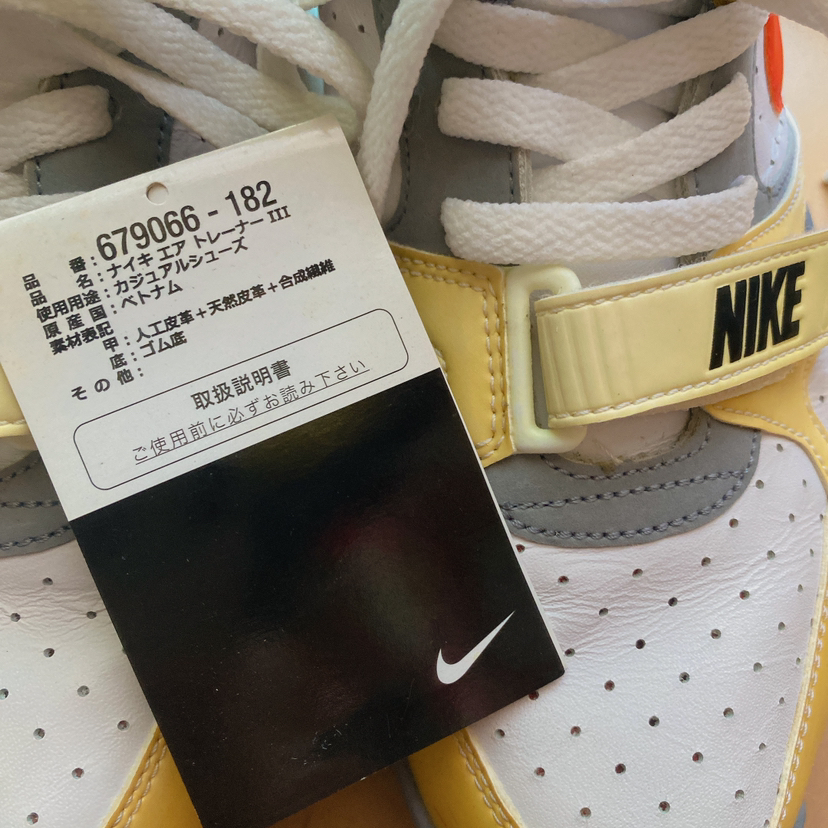 品番：679066-182
品名：ナイキ エア トレーナー III
使用用途：カジュアルシューズ
原産国：ベトナム
素材表記
甲：人工皮革＋天然皮革＋合成繊維
底：ゴム底
その他：
取扱説明書
ご使用前に必ずお読み下さい
NIKE